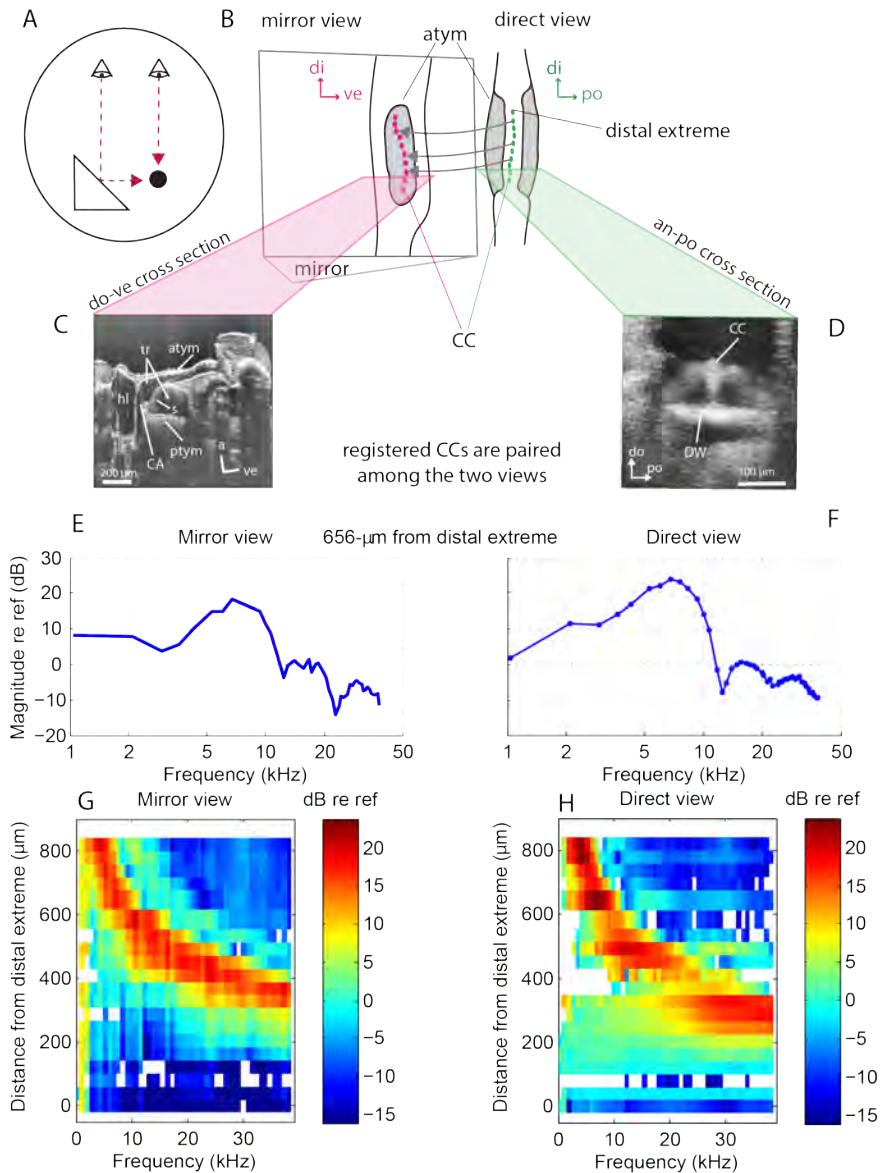 A
B
mirror view
direct view
atym
di
ve
di
po
distal extreme
mirror
do-ve cross section
an-po cross section
C
D
CC
tr
atym
hl
s
ptym
CA
a
ve
200 µm
CC
DW
do
po
100 µm
registered CCs are paired
among the two views
E
F
Mirror view
656-µm from distal extreme
Direct view
Magnitude re ref (dB)
30
20
10
0
−10
−20
1
2
5
10
20
50
Frequency (kHz)
1
2
5
10
20
50
Frequency (kHz)
G
Mirror view
dB re ref
Distance from distal extreme (µm)
800
600
400
200
0
0
10
20
30
Frequency (kHz)
20
15
10
5
0
−5
−10
−15
H
Direct view
dB re ref
Distance from distal extreme (µm)
800
600
400
200
0
0
10
20
30
Frequency (kHz)
20
15
10
5
0
−5
−10
−15